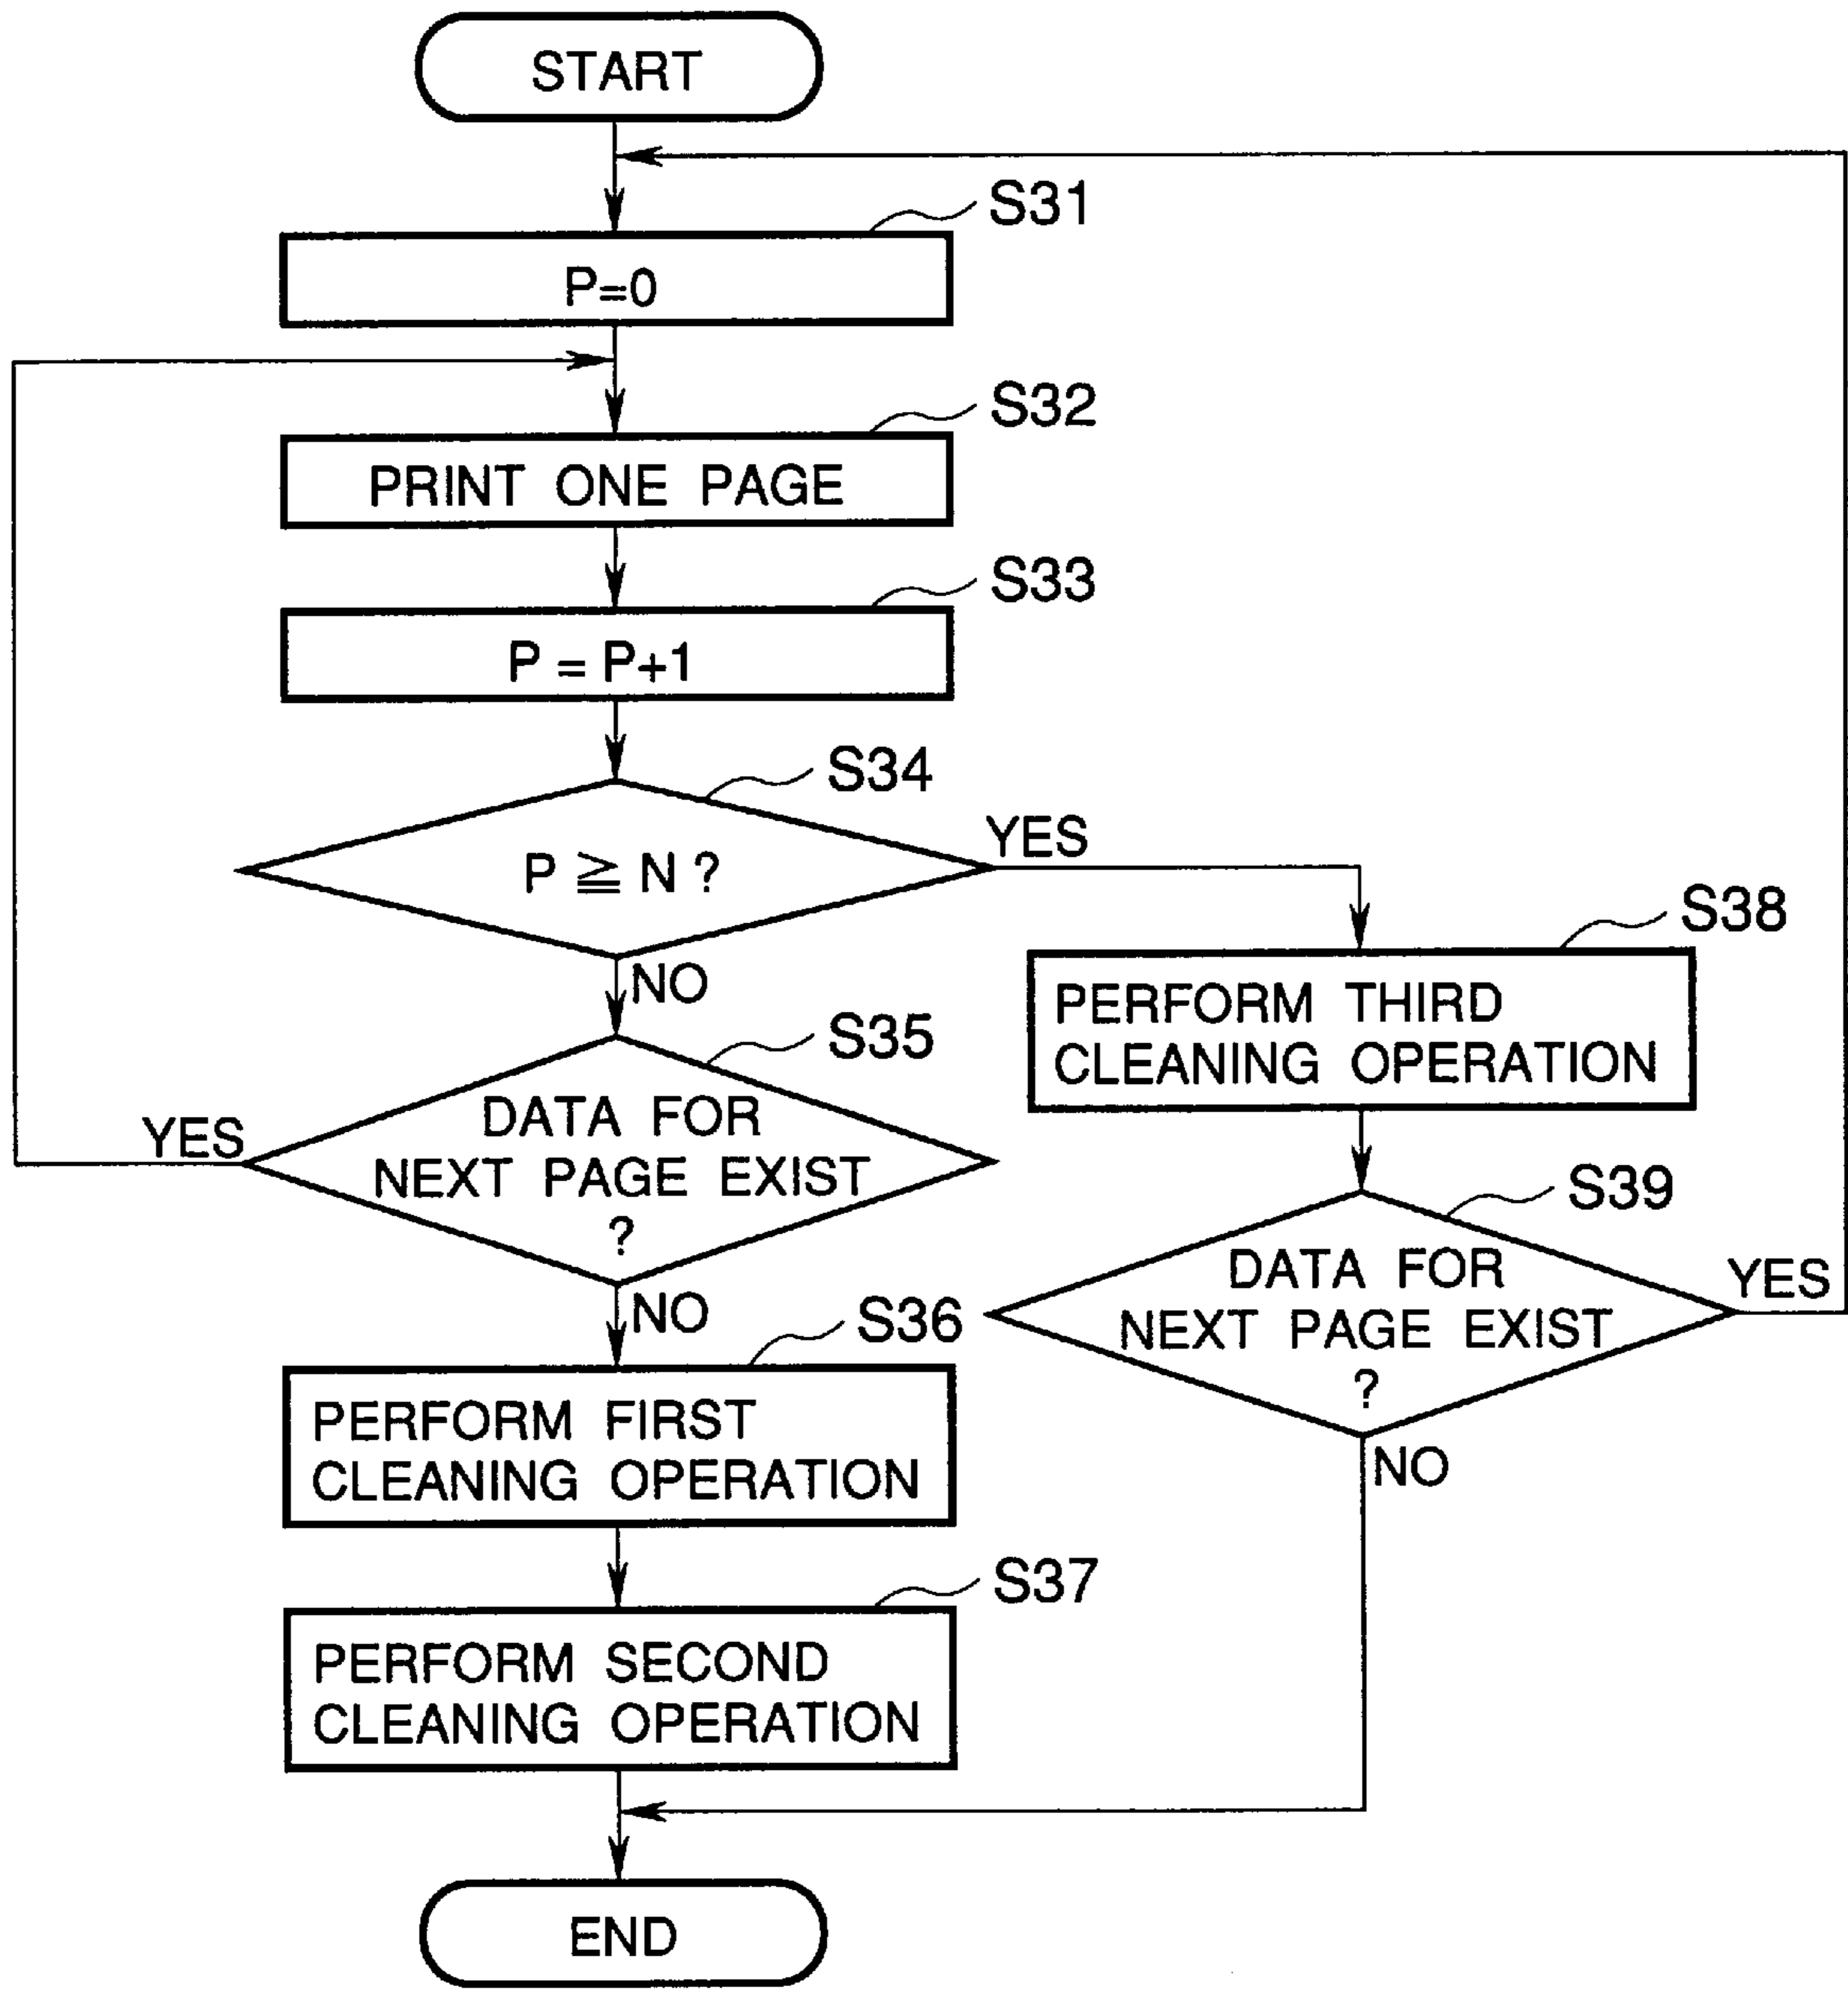 START
S31
P=0
S32
PRINT ONE PAGE
S33
P = P+1
S34
P ≧ N ?
YES
NO
S38
PERFORM THIRD
CLEANING OPERATION
S35
DATA FOR
NEXT PAGE EXIST
?
YES
NO
S39
DATA FOR
NEXT PAGE EXIST
?
YES
NO
S36
PERFORM FIRST
CLEANING OPERATION
S37
PERFORM SECOND
CLEANING OPERATION
END